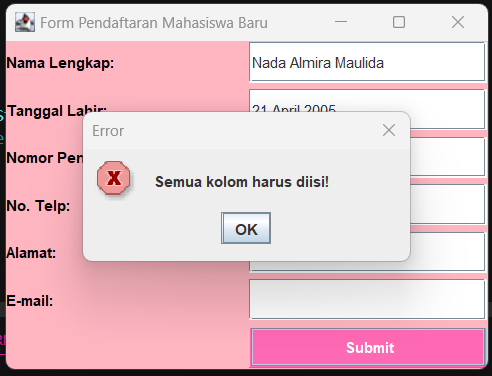 Form Pendaftaran Mahasiswa Baru
Nama Lengkap:
Nada Almira Maulida
Tanggal Lahir:
21 April 2005
Error
Nomor Pen
Semua kolom harus diisi!
No. Telp:
OK
Alamat:
E-mail:
Submit